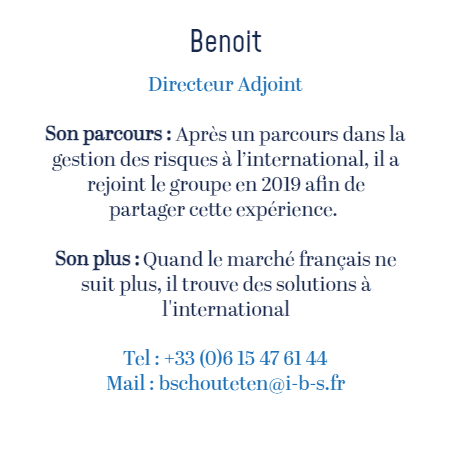 Benoit
Directeur Adjoint
Son parcours : Après un parcours dans la
gestion des risques à l'international, il a
rejoint le groupe en 2019 afin de
partager cette expérience.
Son plus : Quand le marché français ne
suit plus, il trouve des solutions à
l'international
Tel : +33 (0)6 15 47 61 44
Mail : bschouteten@i-b-s.fr